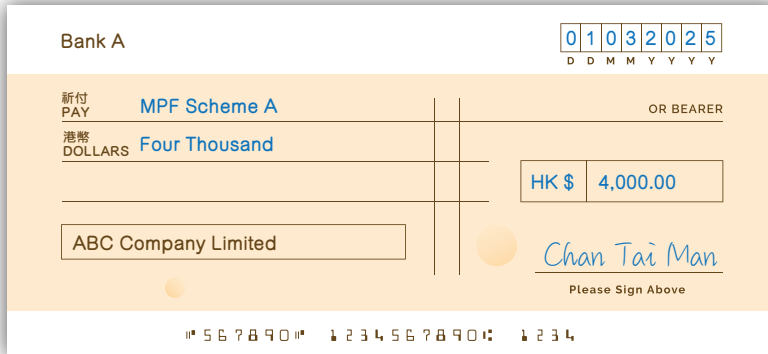 Bank A
01032025
D D M M Y Y Y Y
祈付
PAY MPF Scheme A
OR BEARER
港幣
DOLLARS Four Thousand
HK $ 4,000.00
ABC Company Limited
Chan Tai Man
Please Sign Above
⑈567890⑈ 1234567890⑆ 1234